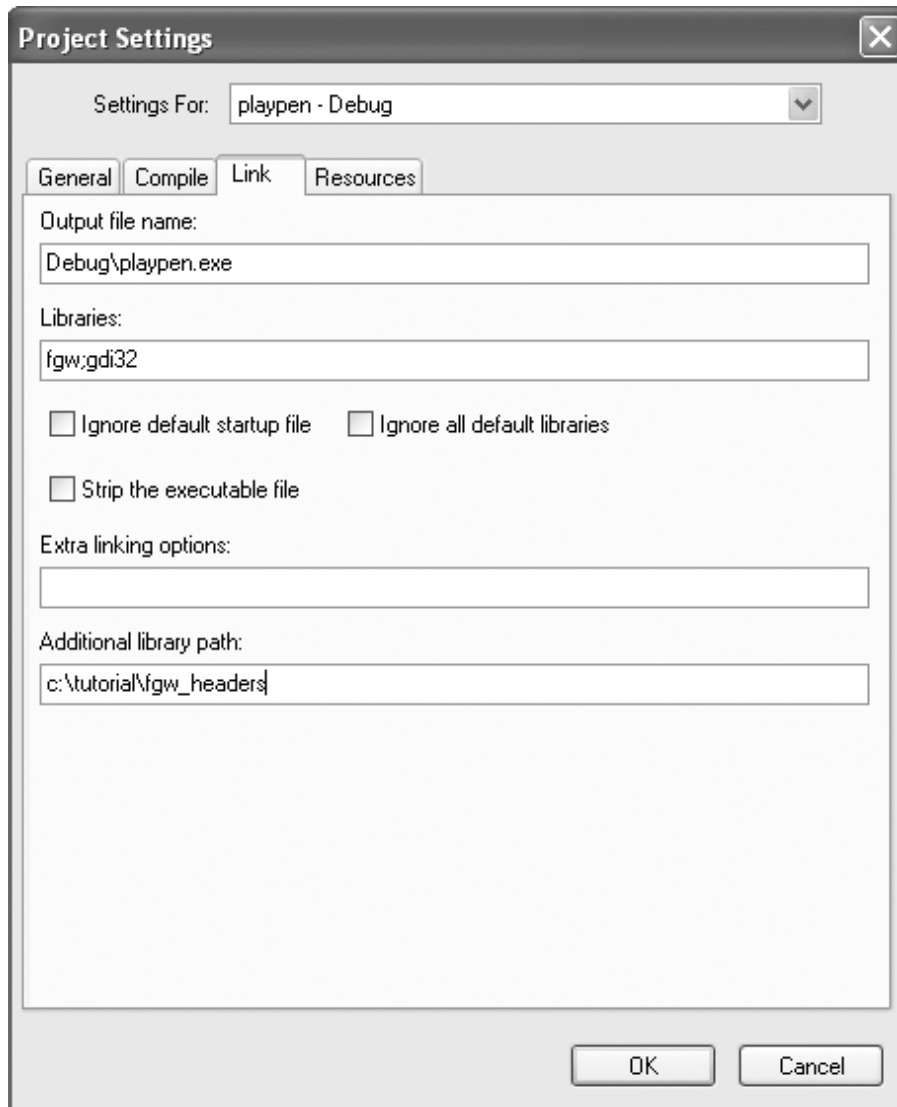 Project Settings
Settings For: playpen - Debug
General Compile Link Resources
Output file name:
Debug\playpen.exe
Libraries:
fgw;gdi32
Ignore default startup file Ignore all default libraries
Strip the executable file
Extra linking options:
Additional library path:
c:\tutorial\fgw_headers
OK Cancel